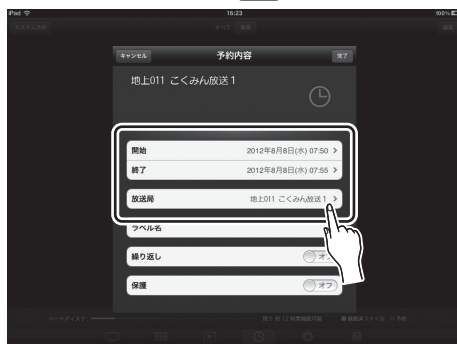 iPad 16:23 100%
キャンセル 予約内容 完了
地上011 こくみん放送1
開始 2012年8月8日(水) 07:50
終了 2012年8月8日(水) 07:55
放送局 地上011 こくみん放送1
ラベル名
繰り返し オフ
保護 オフ